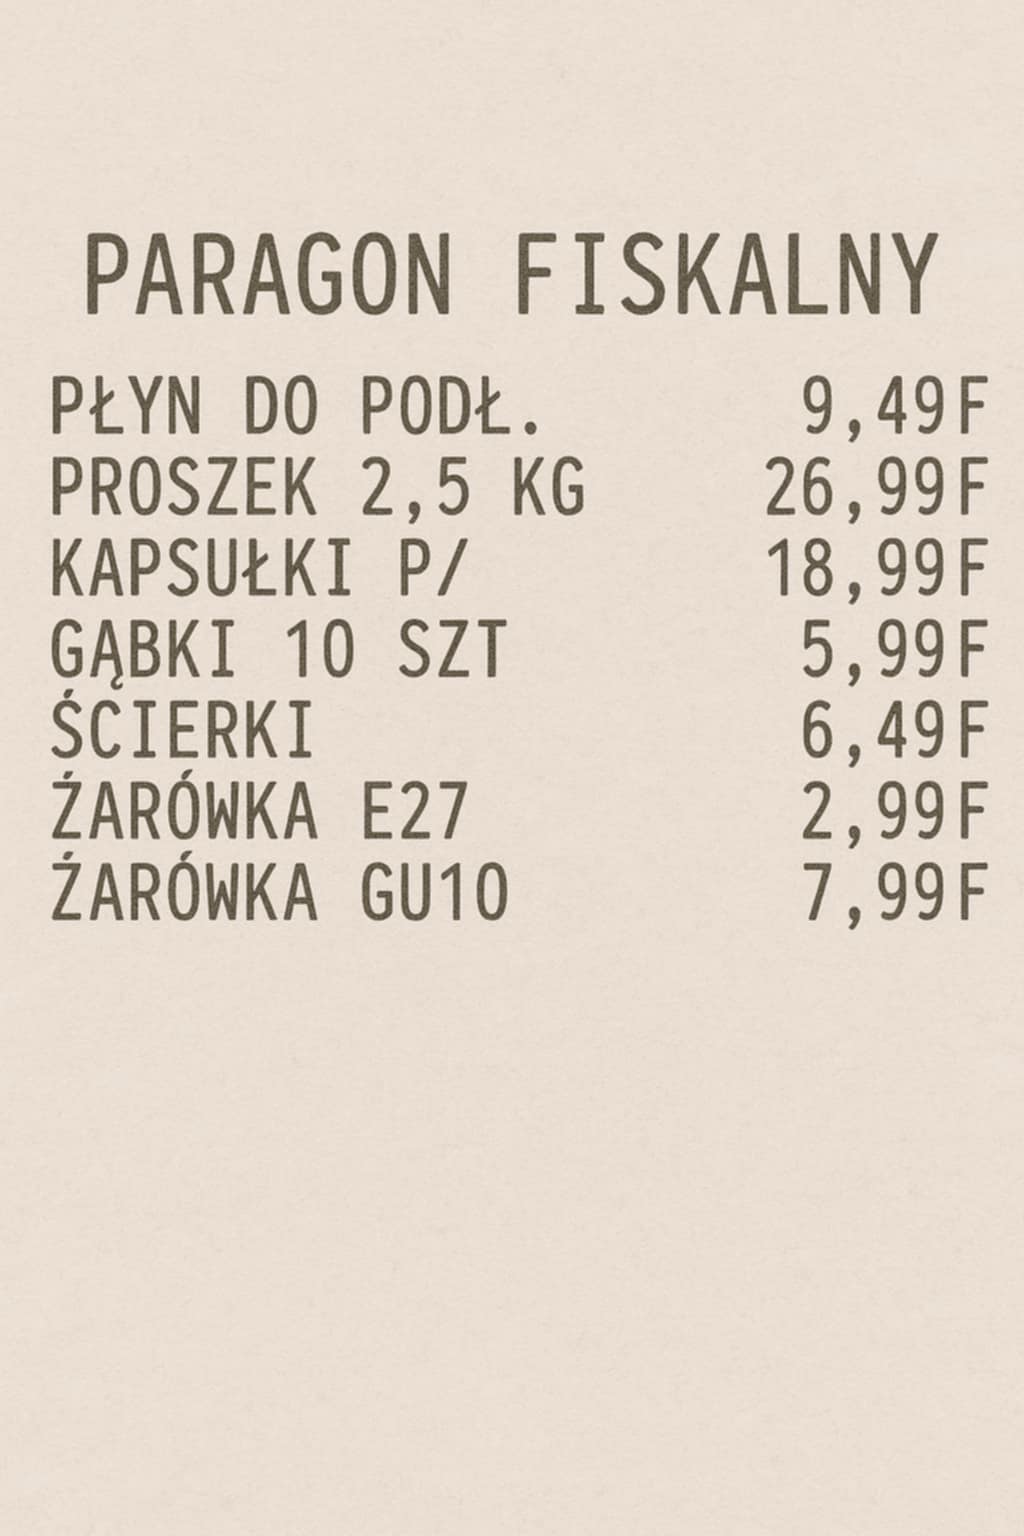 PARAGON FISKALNY
PŁYN DO PODŁ. 9,49F
PROSZEK 2,5 KG 26,99F
KAPSUŁKI P/ 18,99F
GĄBKI 10 SZT 5,99F
ŚCIERKI 6,49F
ŹARÓWKA E27 2,99F
ŹARÓWKA GU10 7,99F